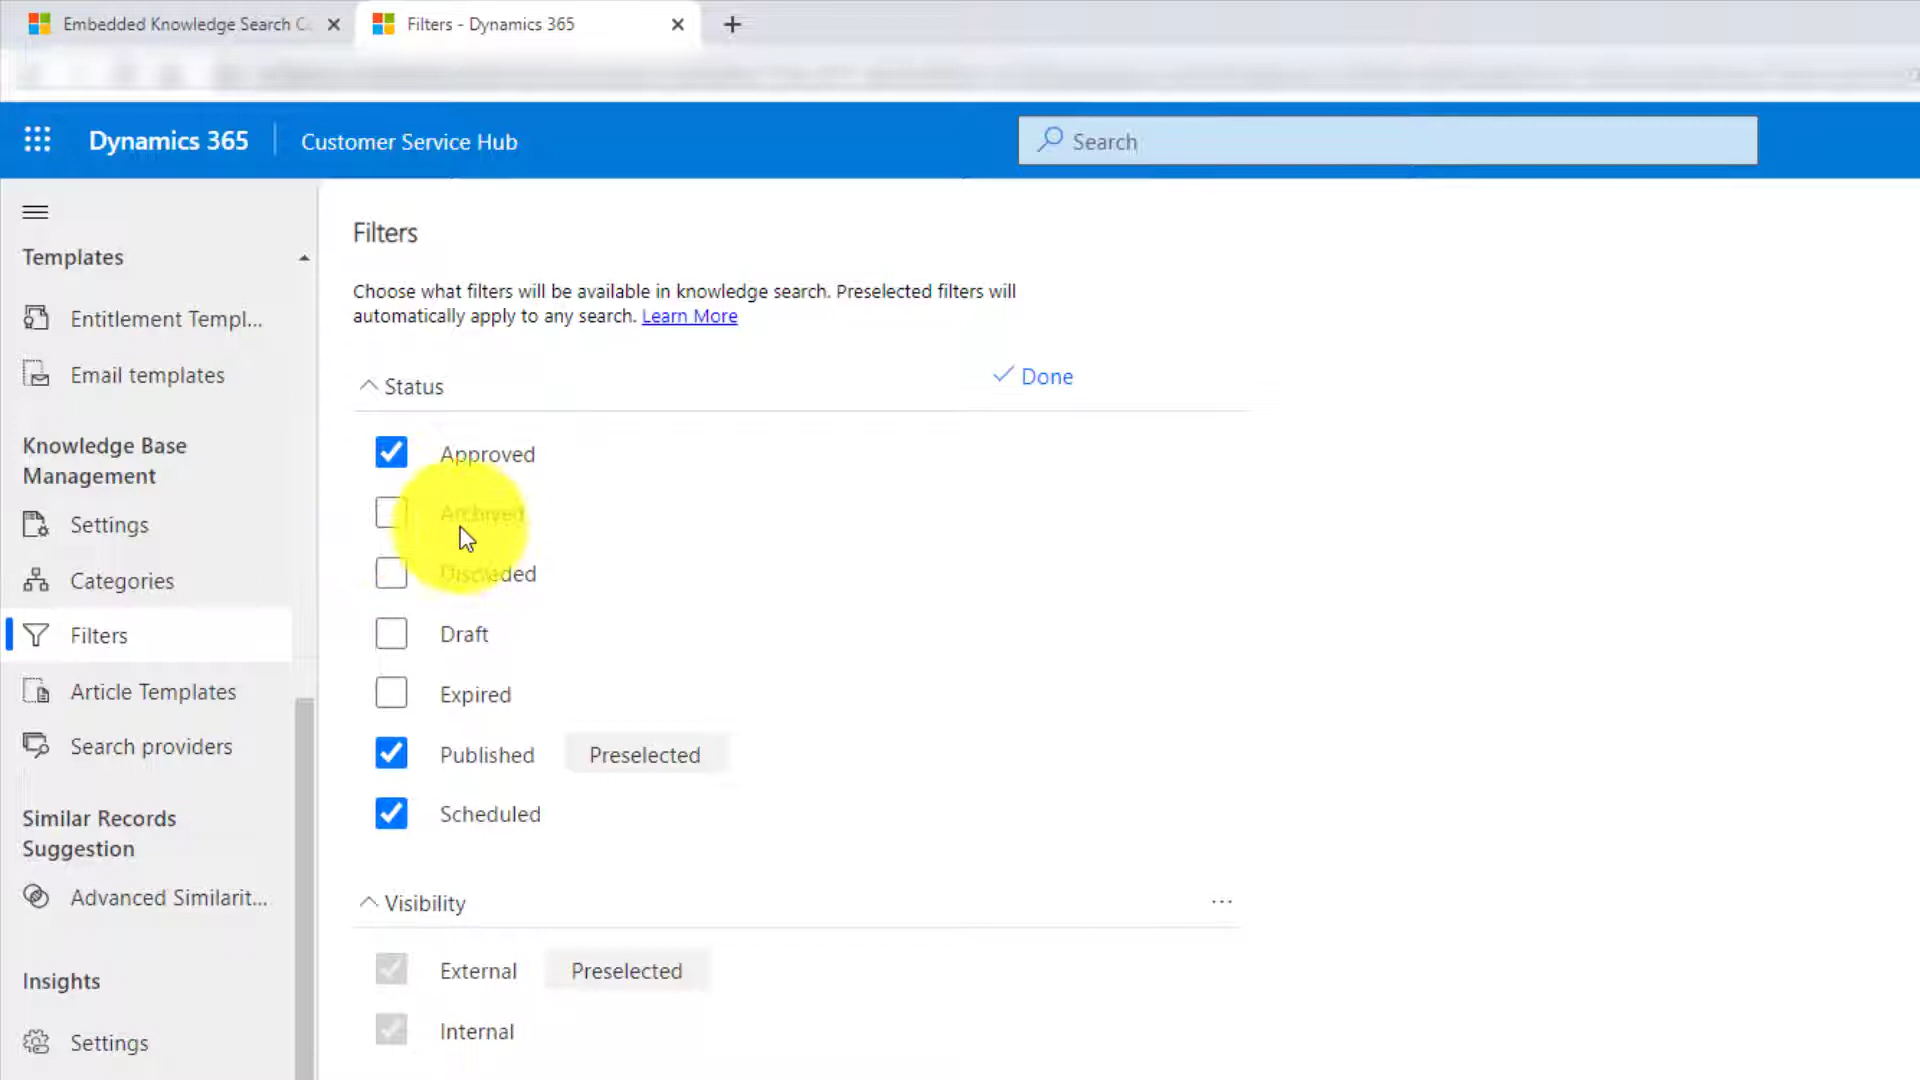 Embedded Knowledge Search C
Filters - Dynamics 365
Dynamics 365
Customer Service Hub
Search
Templates
Entitlement Templ...
Email templates
Knowledge Base
Management
Settings
Categories
Filters
Article Templates
Search providers
Similar Records
Suggestion
Advanced Similarit...
Insights
Settings
Filters
Choose what filters will be available in knowledge search. Preselected filters will
automatically apply to any search. Learn More
Status
Done
Approved
Archived
Discarded
Draft
Expired
Published
Preselected
Scheduled
Visibility
...
External
Preselected
Internal